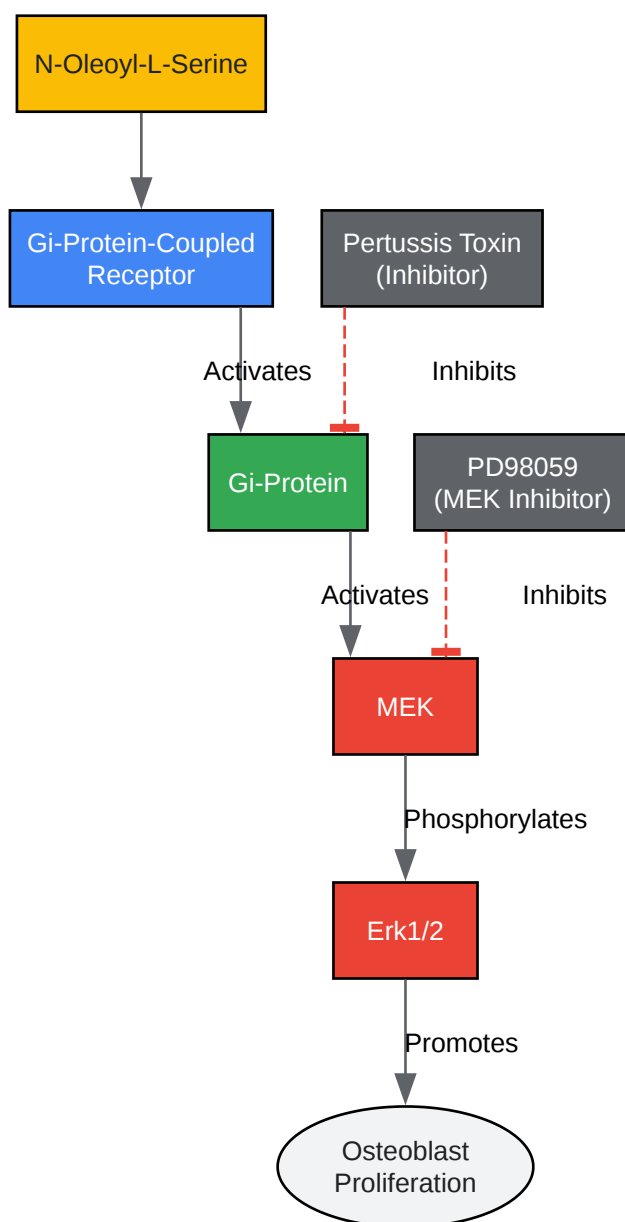 N-Oleoyl-L-Serine
Gi-Protein-Coupled
Receptor
Pertussis Toxin
(Inhibitor)
Activates
Inhibits
Gi-Protein
PD98059
(MEK Inhibitor)
Activates
Inhibits
MEK
Phosphorylates
Erk1/2
Promotes
Osteoblast
Proliferation